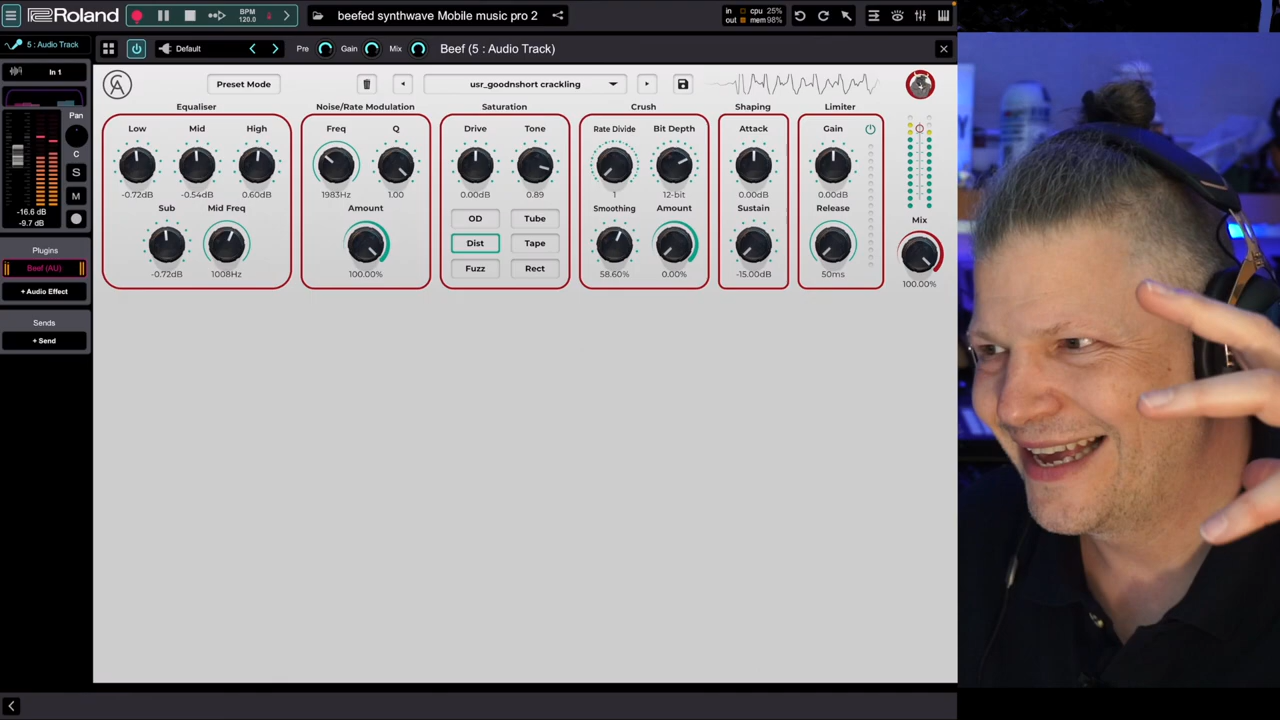 Roland
BPM
120.0
beefed synthwave Mobile music pro 2
in
out
cpu 25%
mem 98%
5 : Audio Track
Default
Pre
Gain
Mix
Beef (5 : Audio Track)
In 1
Preset Mode
usr_goodnshort crackling
Equaliser
Noise/Rate Modulation
Saturation
Crush
Shaping
Limiter
Pan
C
S
M
-16.6 dB
-9.7 dB
Low
Mid
High
-0.72dB
-0.54dB
0.60dB
Sub
Mid Freq
-0.72dB
1008Hz
Freq
Q
1983Hz
1.00
Amount
100.00%
Drive
Tone
0.00dB
0.89
OD
Tube
Dist
Tape
Fuzz
Rect
Rate Divide
Bit Depth
1
12-bit
Smoothing
Amount
58.60%
0.00%
Attack
0.00dB
Sustain
-15.00dB
Gain
0.00dB
Release
50ms
Mix
100.00%
Plugins
Beef (AU)
+ Audio Effect
Sends
+ Send